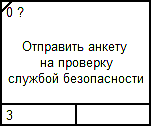 0 ?
Отправить анкету
на проверку
службой безопасности
3